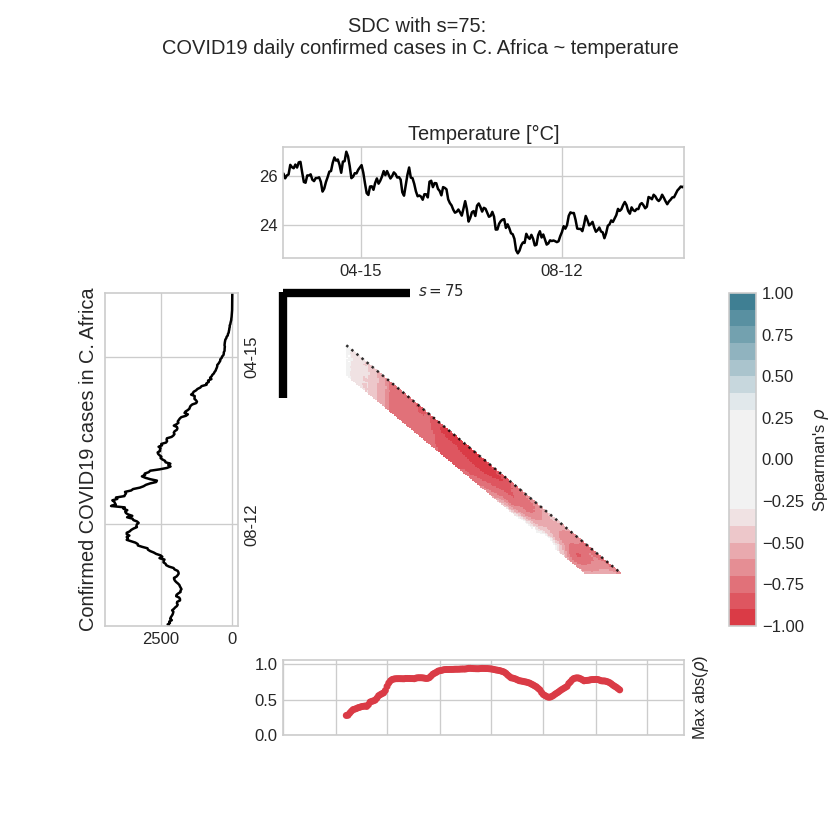 SDC with s=75:
COVID19 daily confirmed cases in C. Africa ~ temperature
Temperature [°C]
26
24
04-15
08-12
s = 75
Confirmed COVID19 cases in C. Africa
04-15
08-12
2500
0
1.00
0.75
0.50
0.25
0.00
−0.25
−0.50
−0.75
−1.00
Spearman's ρ
1.0
0.5
0.0
Max abs(ρ)